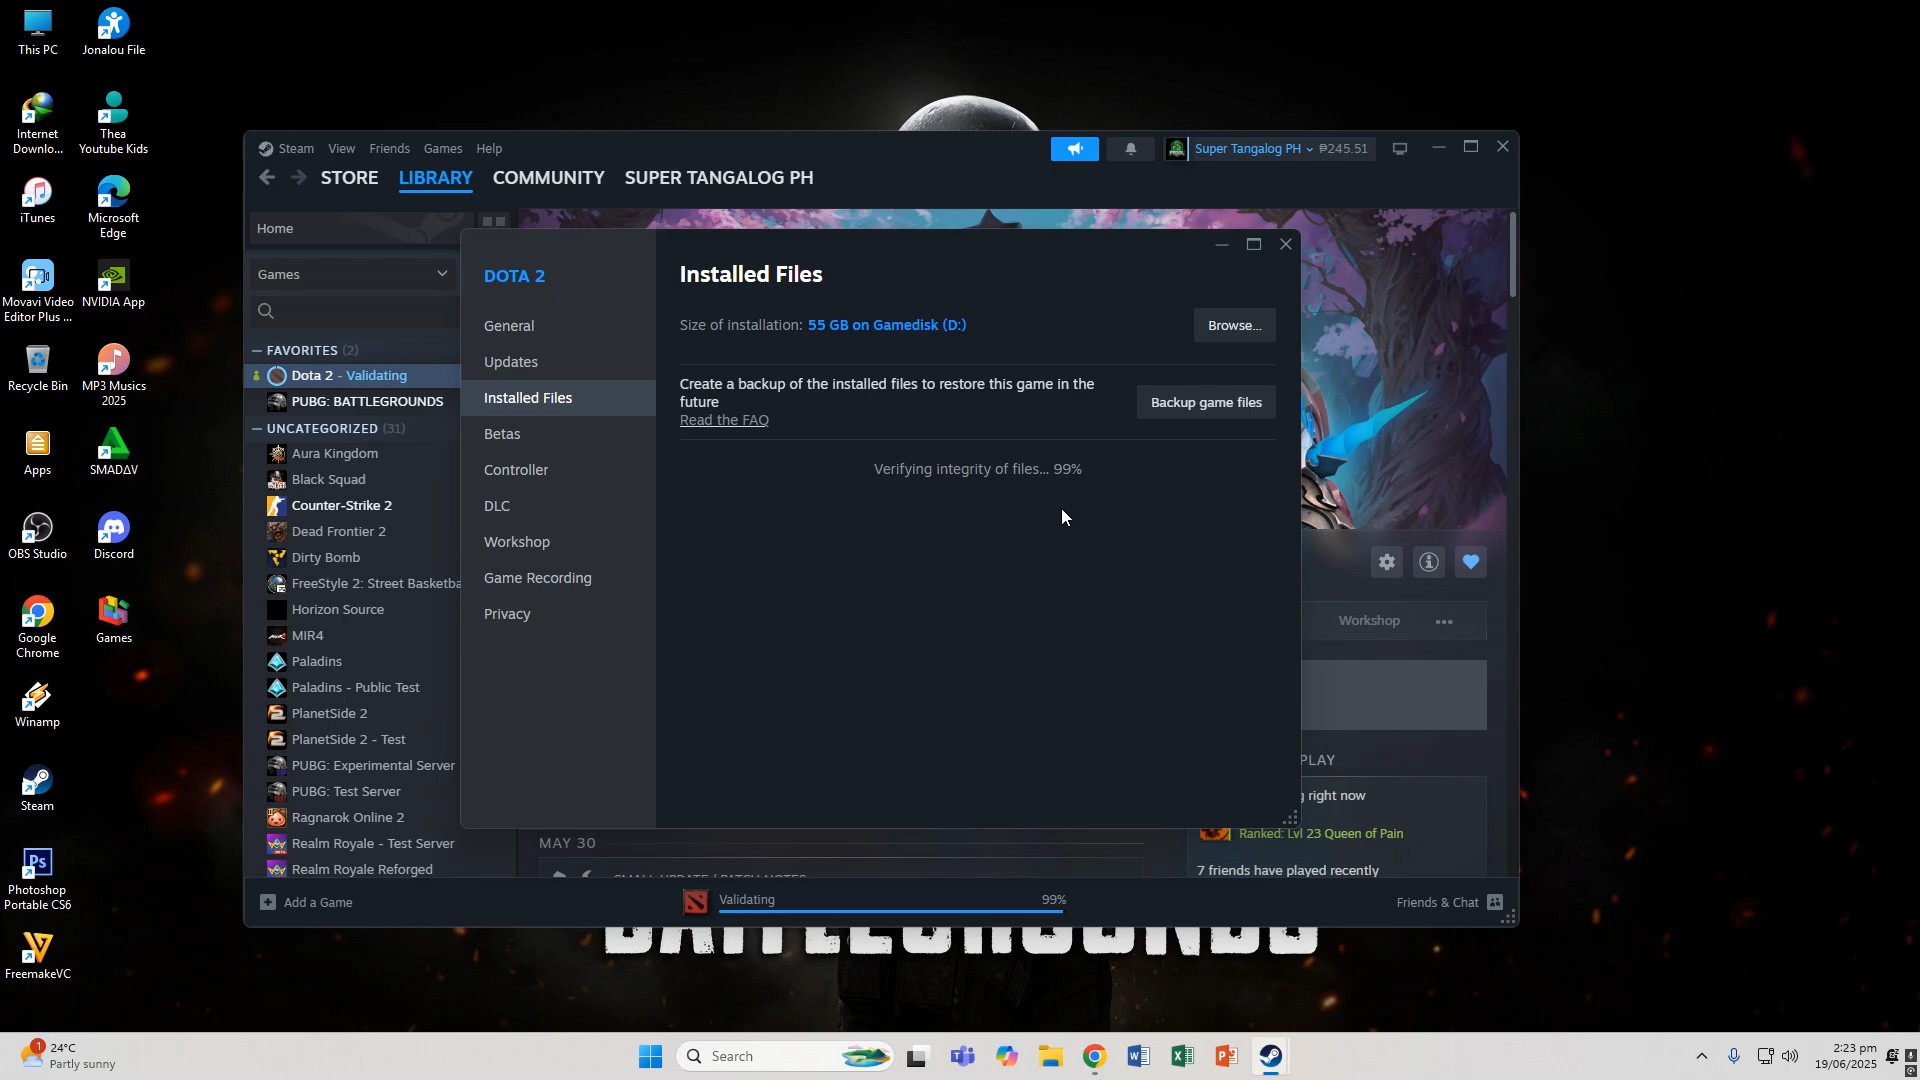 This PC
Jonalou File
Internet
Downlo...
Thea
Youtube Kids
iTunes
Microsoft
Edge
Movavi Video
Editor Plus ...
NVIDIA App
Recycle Bin
MP3 Musics
2025
Apps
SMADΔV
OBS Studio
Discord
Google
Chrome
Games
Winamp
Steam
Ps
Photoshop
Portable CS6
FreemakeVC
Steam View Friends Games Help
Super Tangalog PH ₱245.51
STORE LIBRARY COMMUNITY SUPER TANGALOG PH
Home
Games
FAVORITES (2)
Dota 2 - Validating
PUBG: BATTLEGROUNDS
UNCATEGORIZED (31)
Aura Kingdom
Black Squad
Counter-Strike 2
Dead Frontier 2
Dirty Bomb
FreeStyle 2: Street Basketba
Horizon Source
MIR4
Paladins
Paladins - Public Test
PlanetSide 2
PlanetSide 2 - Test
PUBG: Experimental Server
PUBG: Test Server
Ragnarok Online 2
Realm Royale - Test Server
Realm Royale Reforged
DOTA 2
General
Updates
Installed Files
Betas
Controller
DLC
Workshop
Game Recording
Privacy
Installed Files
Size of installation: 55 GB on Gamedisk (D:)
Browse...
Create a backup of the installed files to restore this game in the
future
Read the FAQ
Backup game files
Verifying integrity of files... 99%
Workshop
PLAY
right now
Ranked: Lvl 23 Queen of Pain
7 friends have played recently
MAY 30
SMALL UPDATE / PATCH NOTES
Add a Game
Validating 99%
Friends & Chat
BATTLEGROUNDS
1
24°C
Partly sunny
Search
2:23 pm
19/06/2025